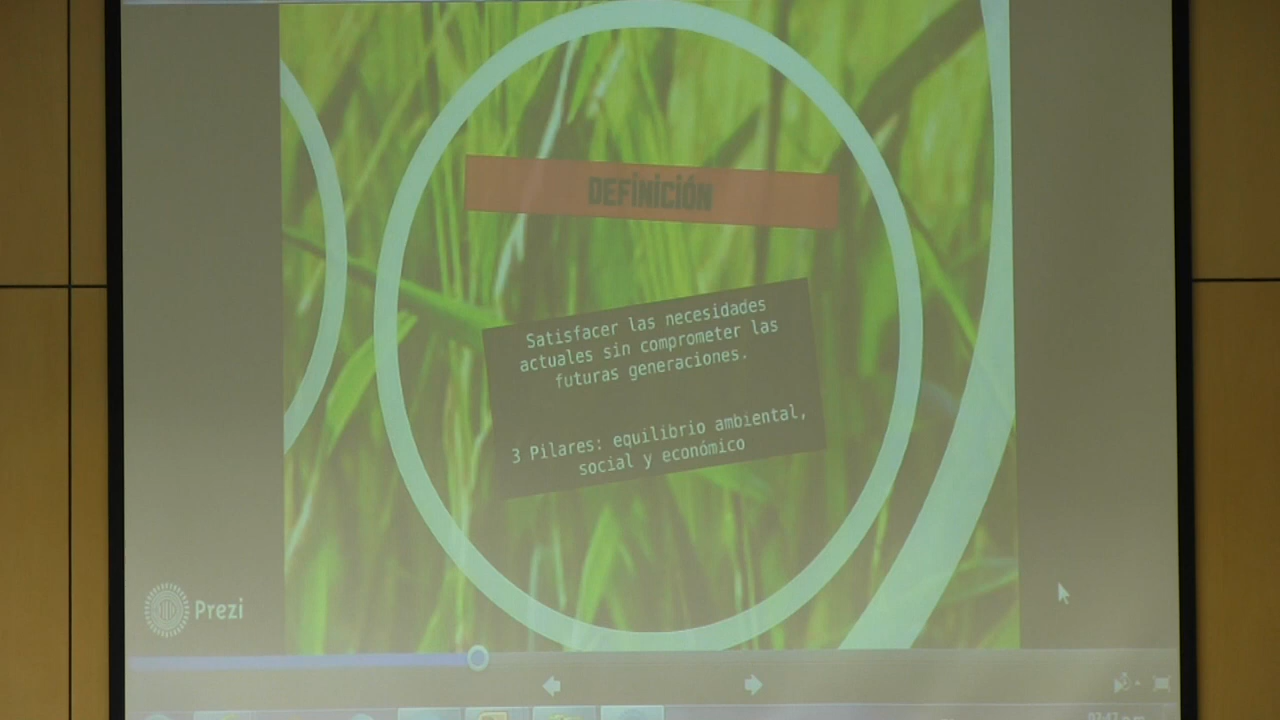 DEFINICIÓN
Satisfacer las necesidades
actuales sin comprometer las
futuras generaciones.
3 Pilares: equilibrio ambiental,
social y económico
Prezi